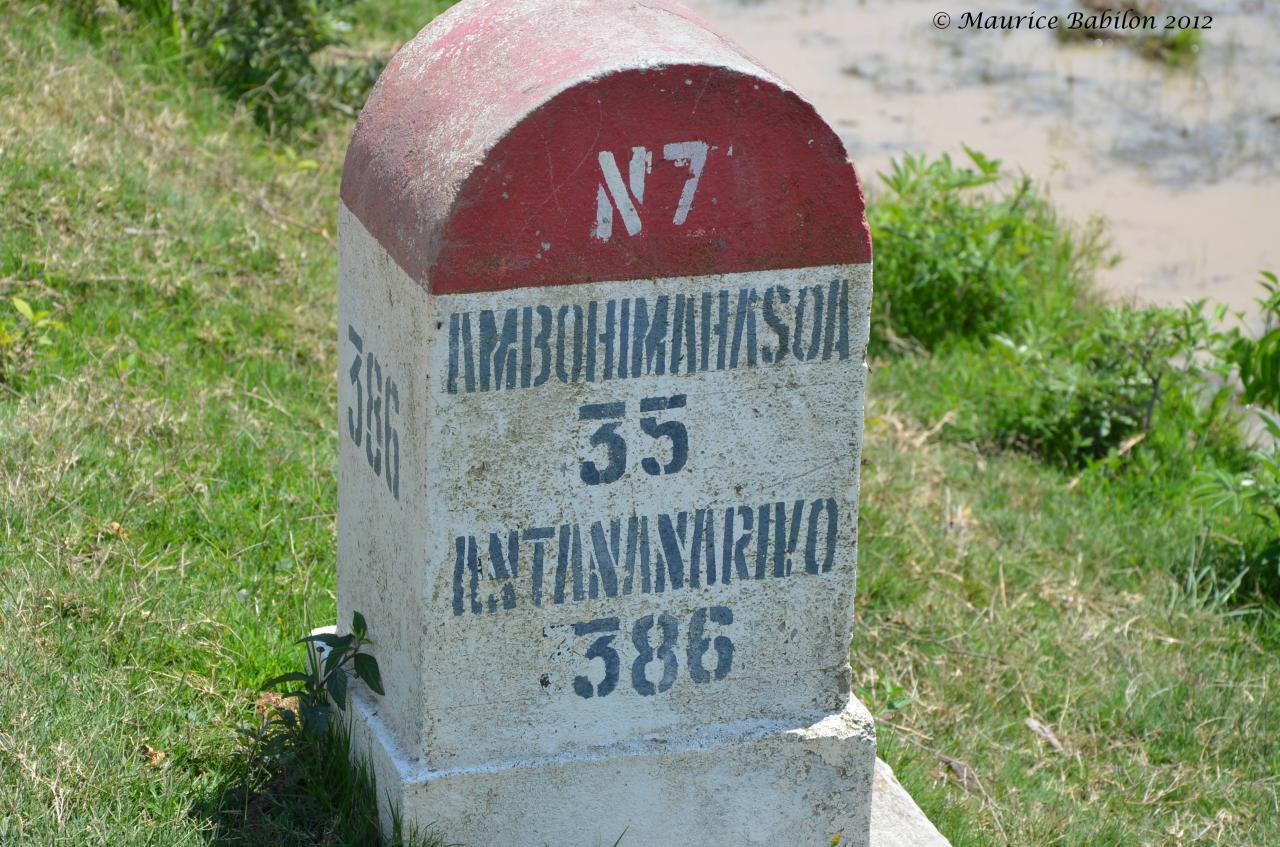 © Maurice Babilon 2012
N7
AMBOHIMAHASOA
35
ANTANANARIVO
386
386